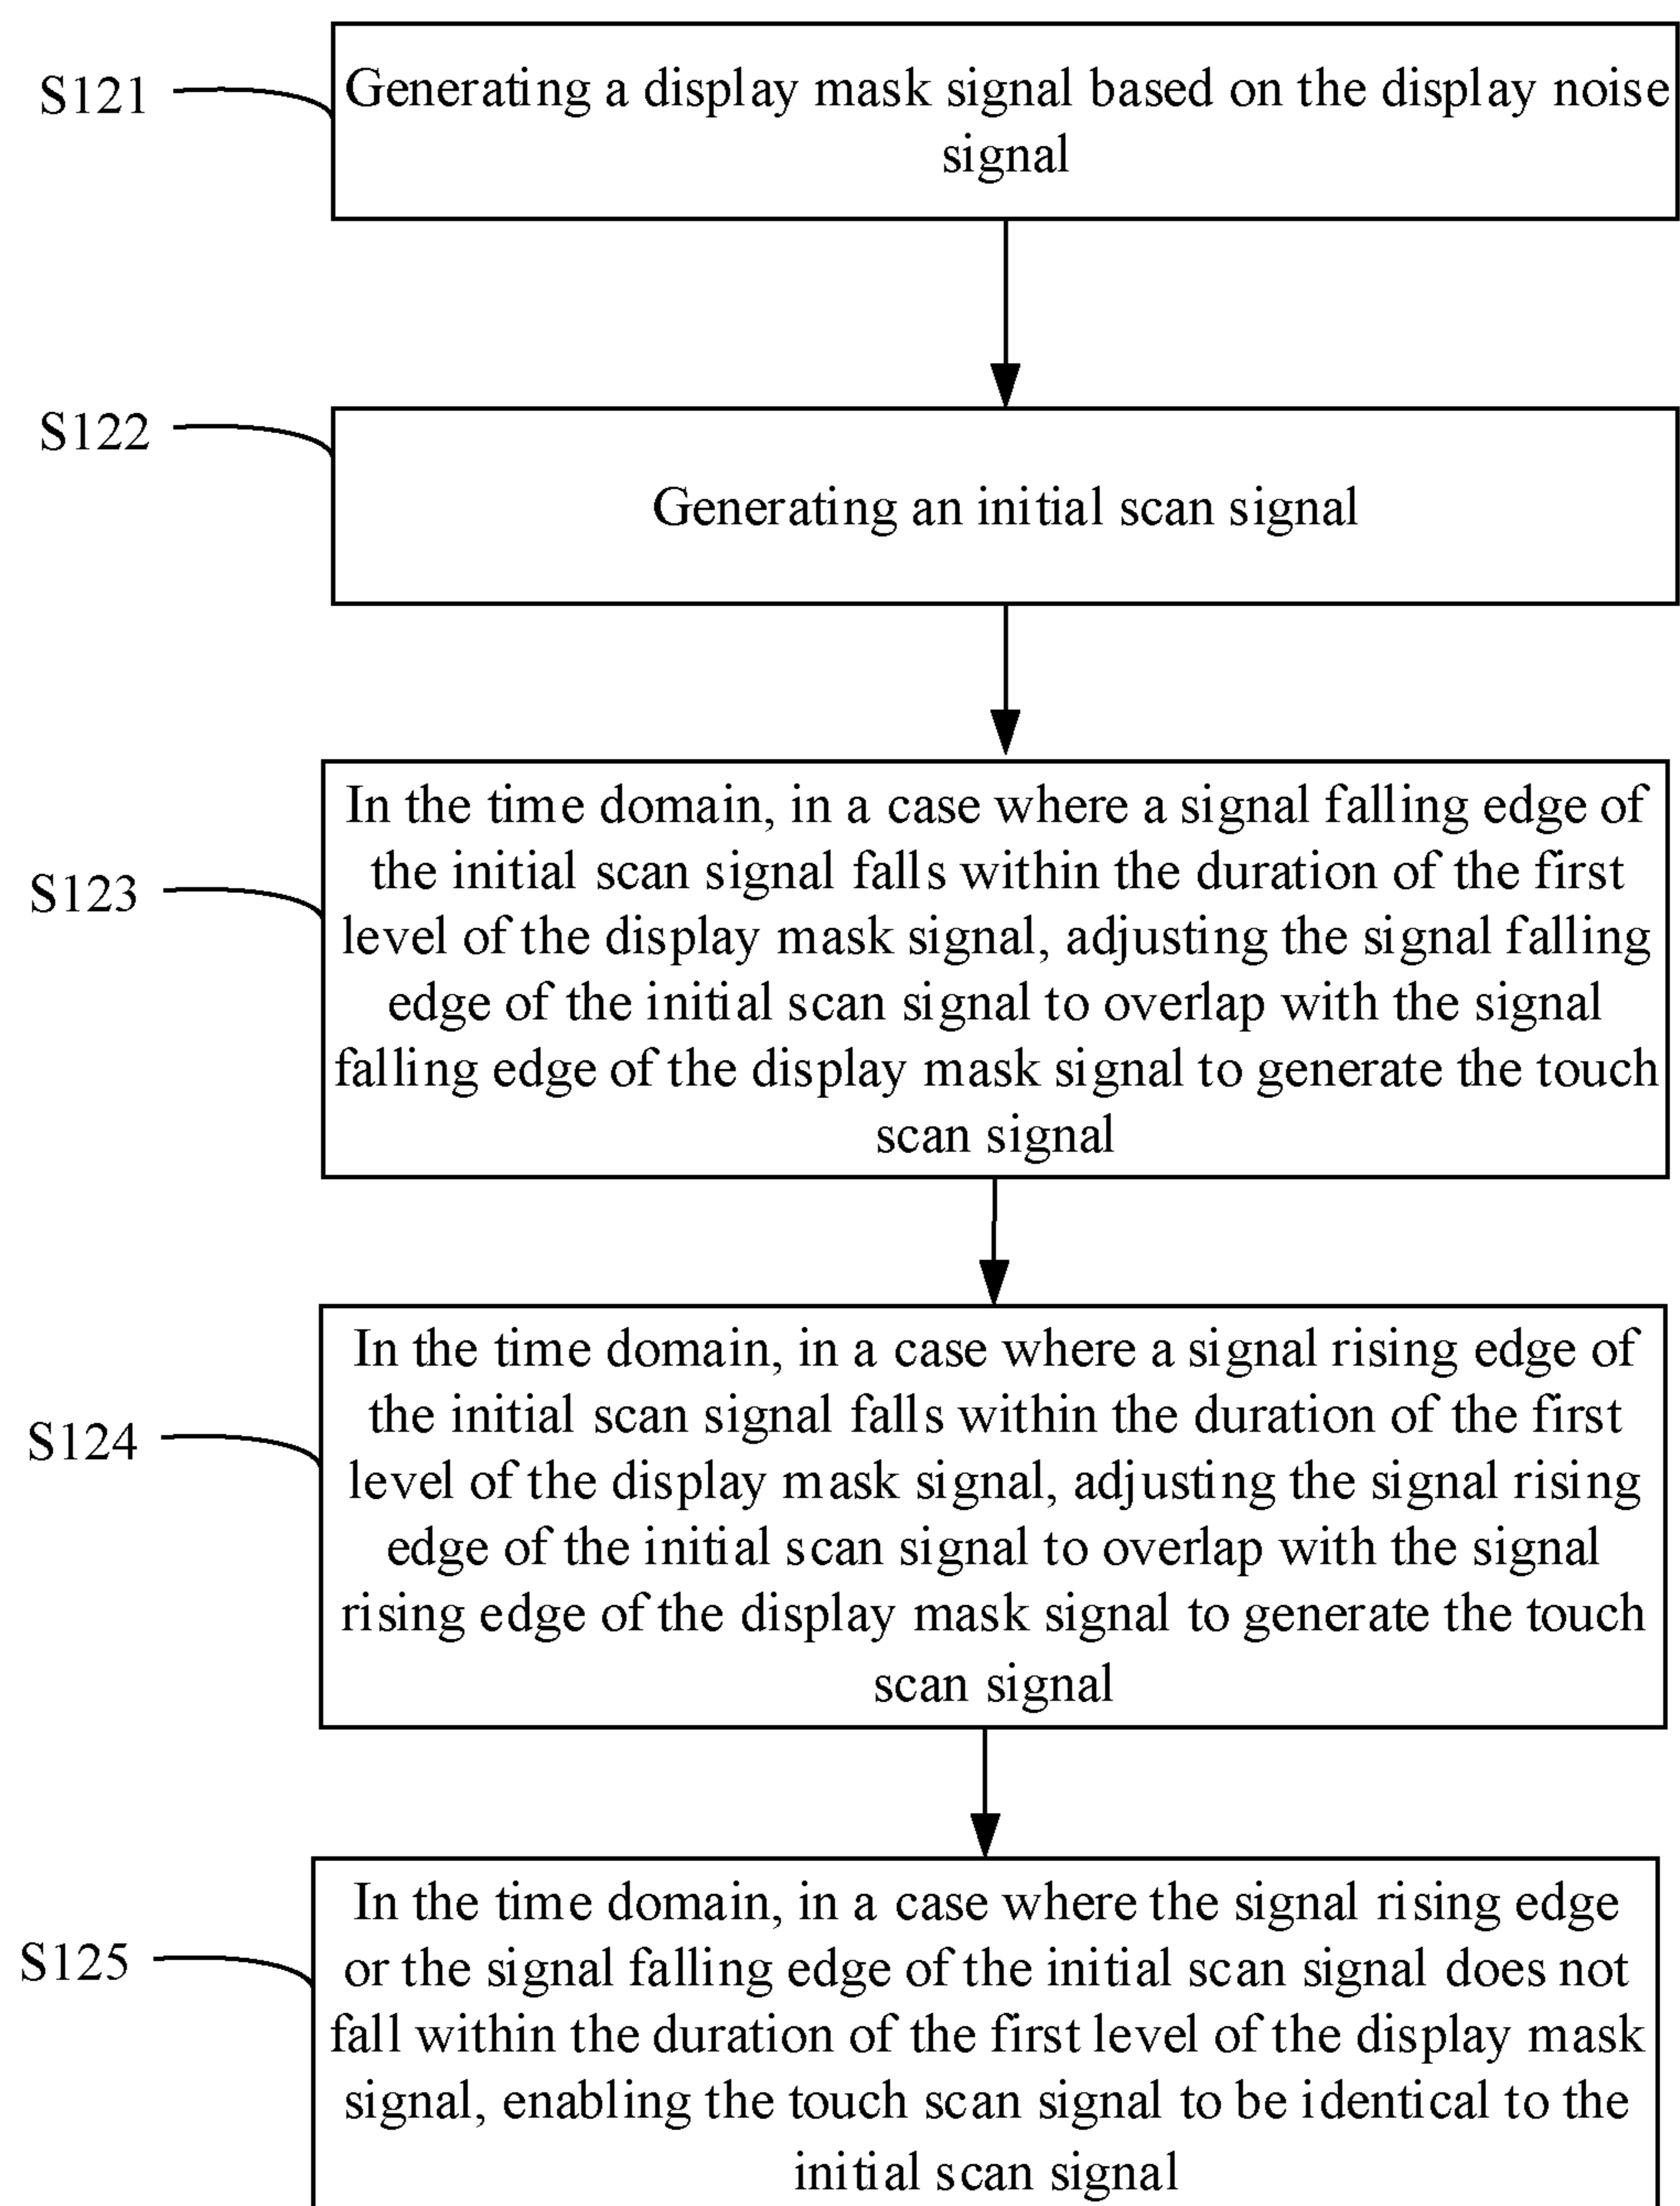 S121
Generating a display mask signal based on the display noise
signal
S122
Generating an initial scan signal
S123
In the time domain, in a case where a signal falling edge of
the initial scan signal falls within the duration of the first
level of the display mask signal, adjusting the signal falling
edge of the initial scan signal to overlap with the signal
falling edge of the display mask signal to generate the touch
scan signal
S124
In the time domain, in a case where a signal rising edge of
the initial scan signal falls within the duration of the first
level of the display mask signal, adjusting the signal rising
edge of the initial scan signal to overlap with the signal
rising edge of the display mask signal to generate the touch
scan signal
S125
In the time domain, in a case where the signal rising edge
or the signal falling edge of the initial scan signal does not
fall within the duration of the first level of the display mask
signal, enabling the touch scan signal to be identical to the
initial scan signal